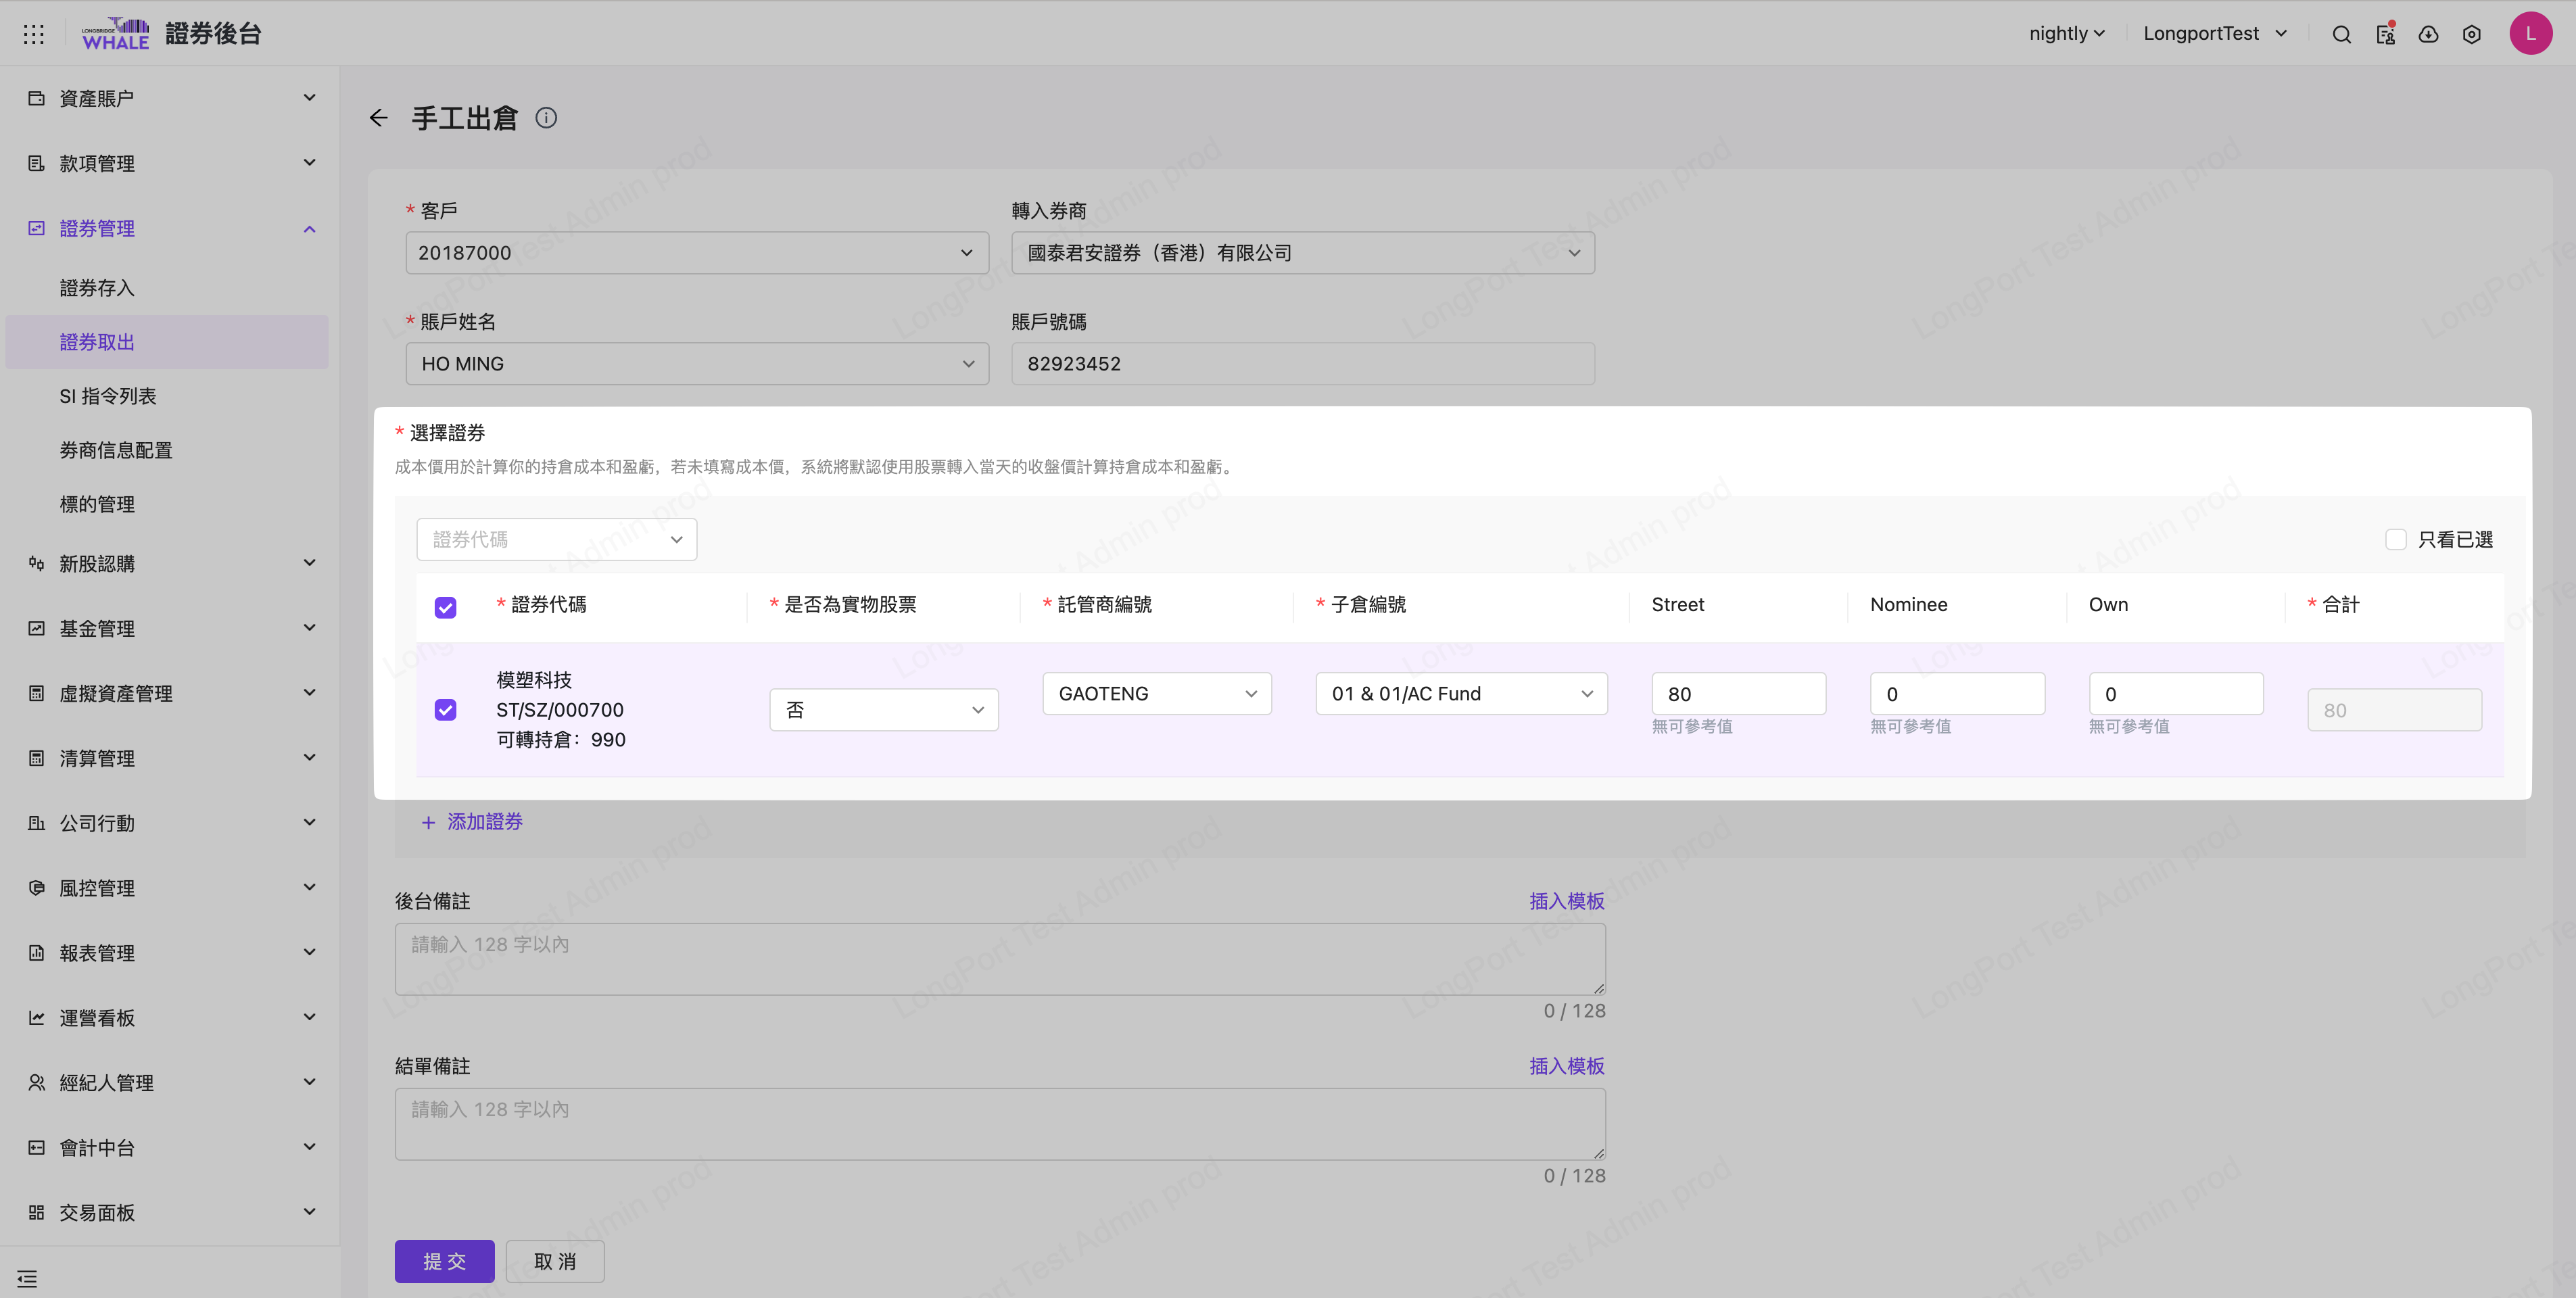 LONGBRIDGE
WHALE
證券後台
nightly
LongportTest
L
資產賬户
款項管理
證券管理
證券存入
證券取出
SI 指令列表
券商信息配置
標的管理
新股認購
基金管理
虛擬資產管理
清算管理
公司行動
風控管理
報表管理
運營看板
經紀人管理
會計中台
交易面板
手工出倉
* 客戶
轉入券商
20187000
國泰君安證券（香港）有限公司
* 賬戶姓名
賬戶號碼
HO MING
82923452
* 選擇證券
成本價用於計算你的持倉成本和盈虧，若未填寫成本價，系統將默認使用股票轉入當天的收盤價計算持倉成本和盈虧。
證券代碼
只看已選
* 證券代碼
* 是否為實物股票
* 託管商編號
* 子倉編號
Street
Nominee
Own
* 合計
模塑科技
ST/SZ/000700
可轉持倉：990
否
GAOTENG
01 & 01/AC Fund
80
無可參考值
0
無可參考值
0
無可參考值
80
+ 添加證券
後台備註
插入模板
請輸入 128 字以內
0 / 128
結單備註
插入模板
請輸入 128 字以內
0 / 128
提 交
取 消
LongPort Test Admin prod